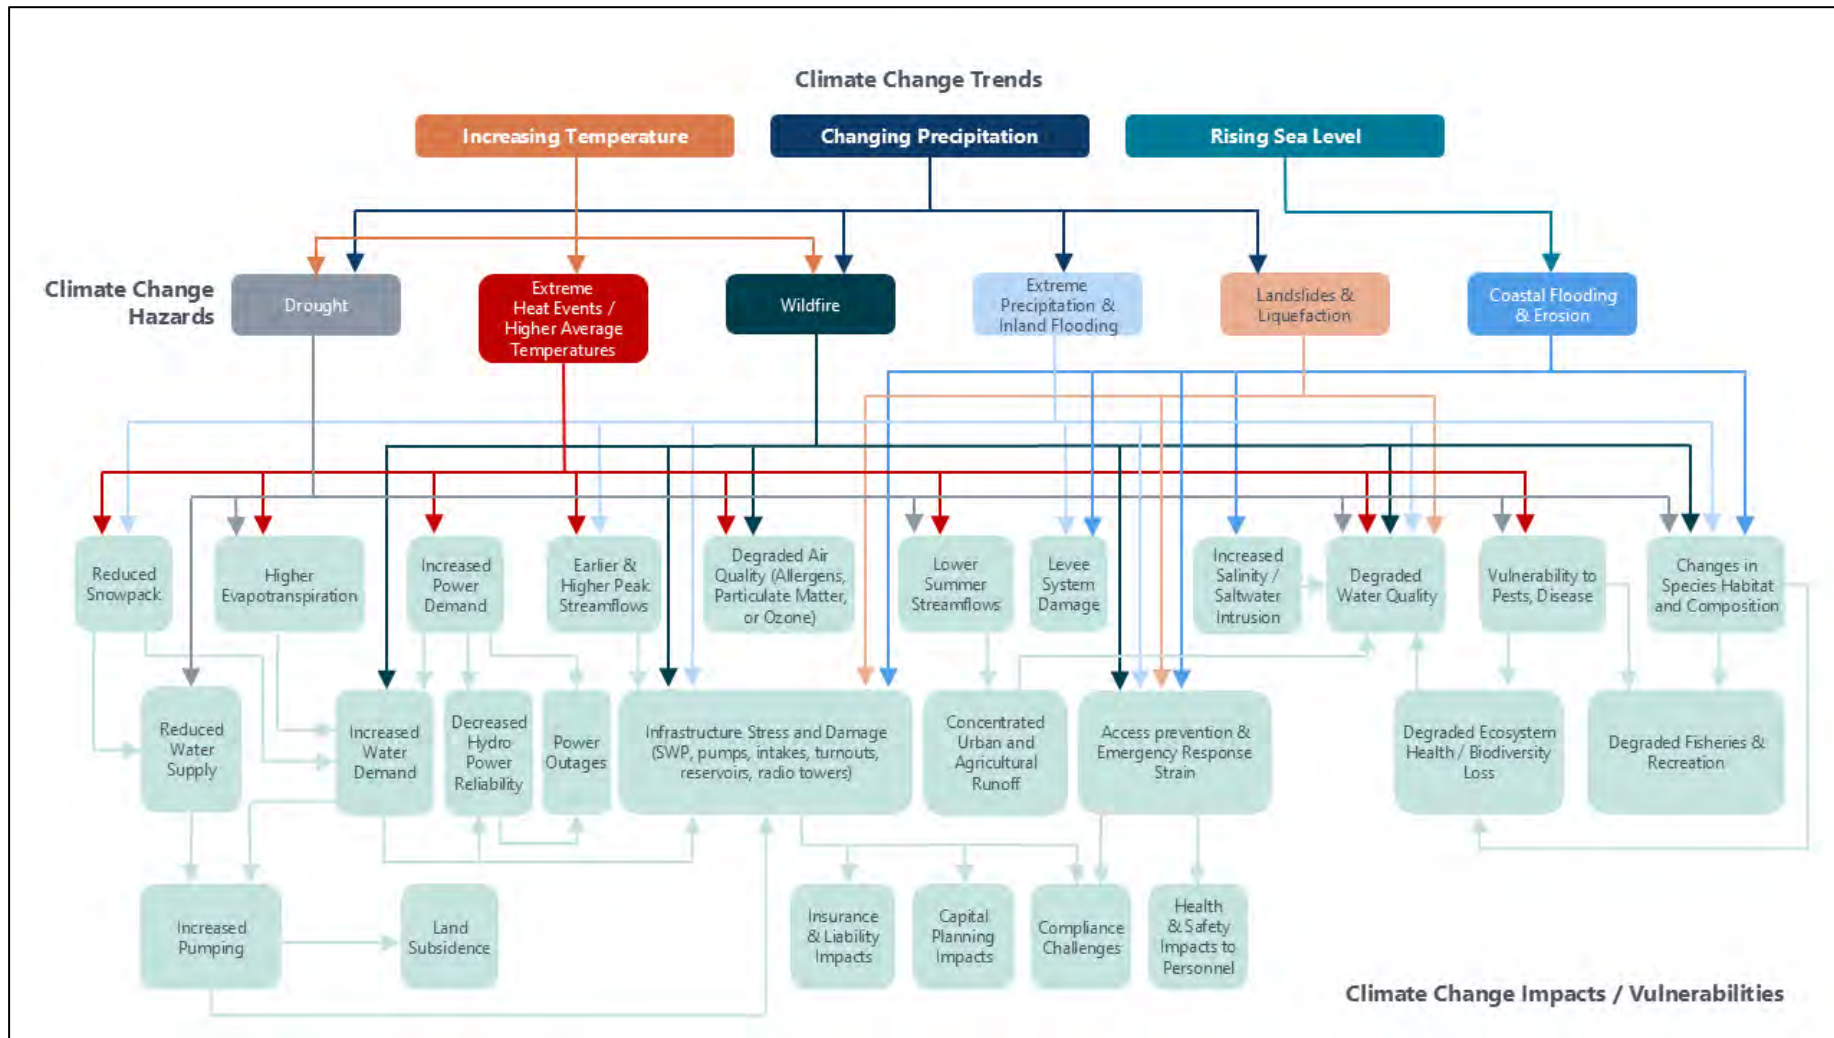 Climate Change Trends
Increasing Temperature
Changing Precipitation
Rising Sea Level
Climate Change
Hazards
Drought
Extreme
Heat Events /
Higher Average
Temperatures
Wildfire
Extreme
Precipitation &
Inland Flooding
Landslides &
Liquefaction
Coastal Flooding
& Erosion
Reduced
Snowpack
Higher
Evapotranspiration
Increased
Power
Demand
Earlier &
Higher Peak
Streamflows
Degraded Air
Quality (Allergens,
Particulate Matter,
or Ozone)
Lower
Summer
Streamflows
Levee
System
Damage
Increased
Salinity /
Saltwater
Intrusion
Degraded
Water Quality
Vulnerability to
Pests, Disease
Changes in
Species Habitat
and Composition
Reduced
Water
Supply
Increased
Water
Demand
Decreased
Hydro
Power
Reliability
Power
Outages
Infrastructure Stress and Damage
(SWP, pumps, intakes, turnouts,
reservoirs, radio towers)
Concentrated
Urban and
Agricultural
Runoff
Access prevention &
Emergency Response
Strain
Degraded Ecosystem
Health / Biodiversity
Loss
Degraded Fisheries &
Recreation
Increased
Pumping
Land
Subsidence
Insurance
& Liability
Impacts
Capital
Planning
Impacts
Compliance
Challenges
Health
& Safety
Impacts to
Personnel
Climate Change Impacts / Vulnerabilities